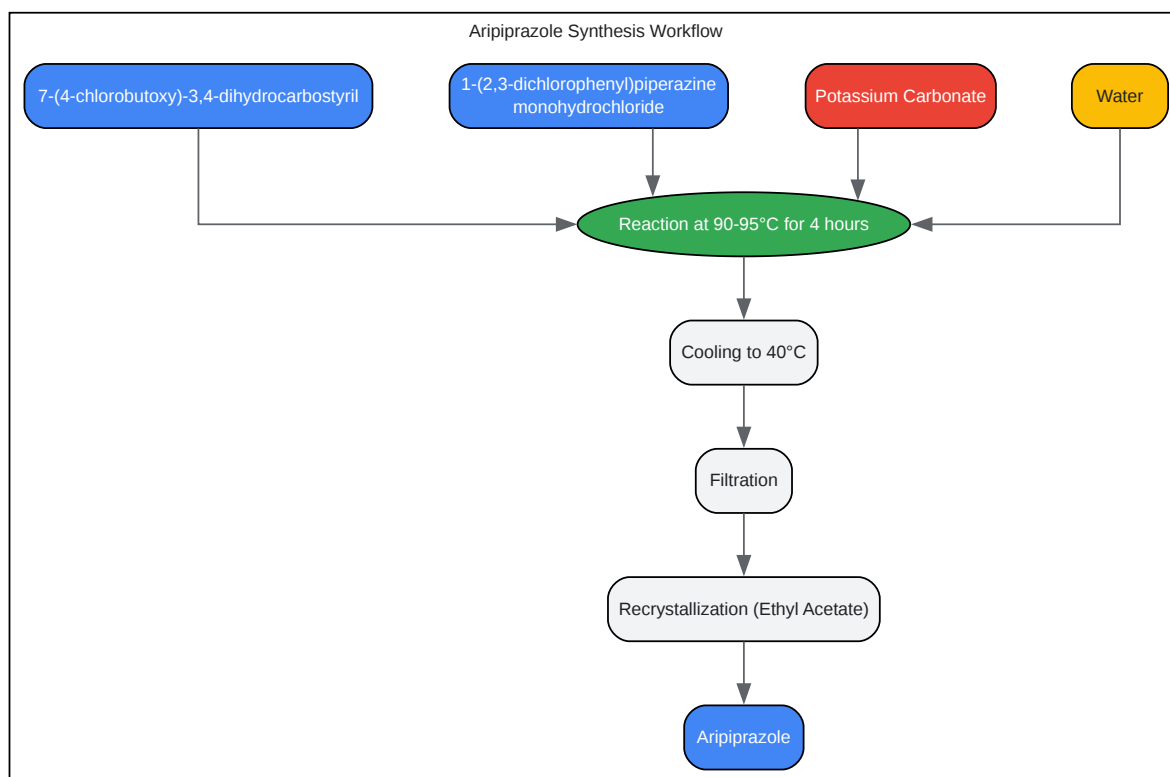 Aripiprazole Synthesis Workflow
7-(4-chlorobutoxy)-3,4-dihydrocarbostyril
1-(2,3-dichlorophenyl)piperazine
monohydrochloride
Potassium Carbonate
Water
Reaction at 90-95°C for 4 hours
Cooling to 40°C
Filtration
Recrystallization (Ethyl Acetate)
Aripiprazole